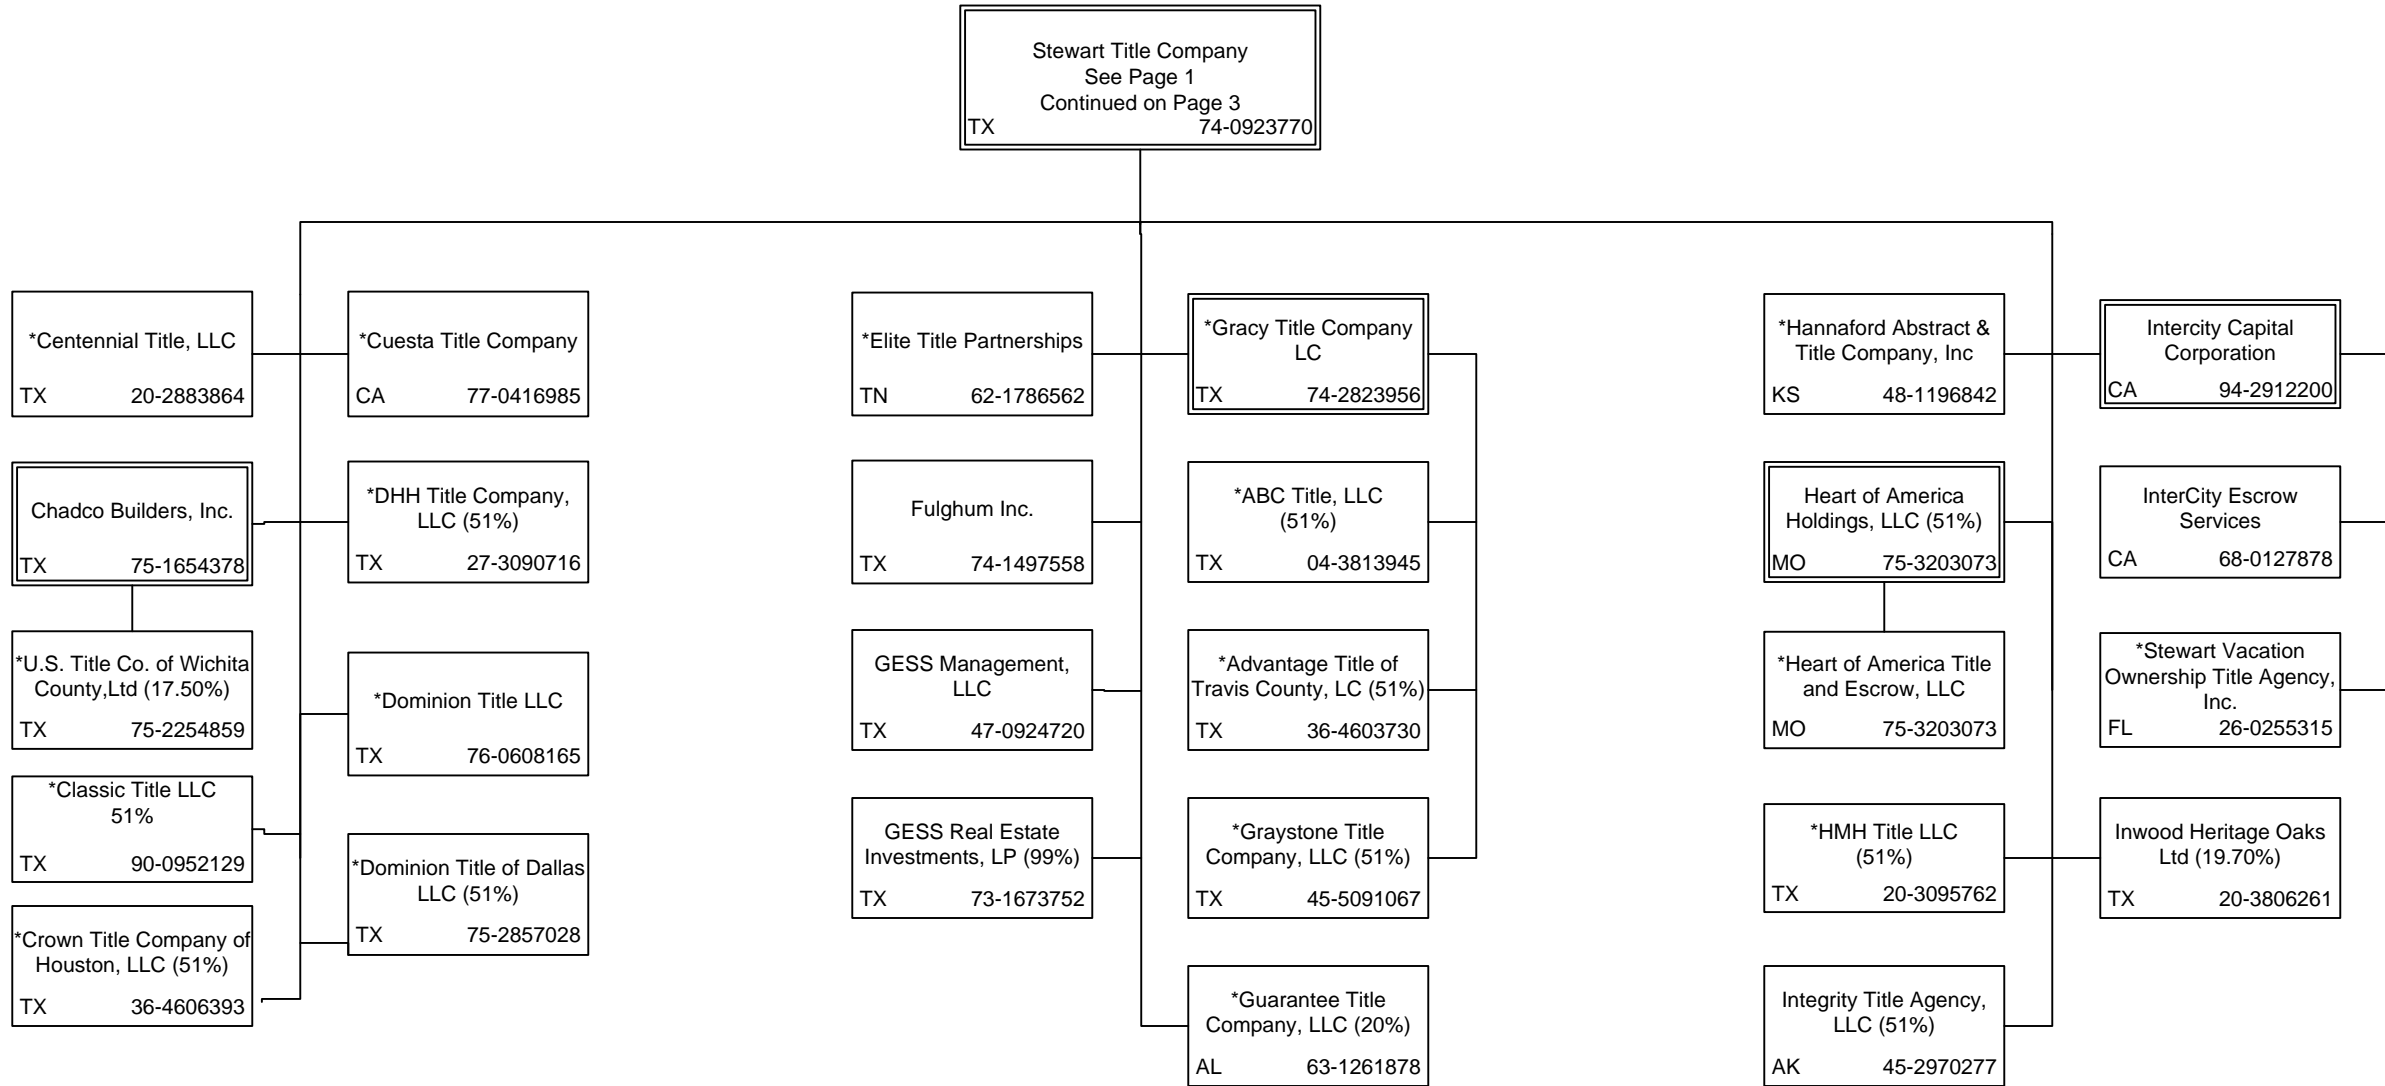 Stewart Title Company
See Page 1
Continued on Page 3
TX 74-0923770
*Centennial Title, LLC
TX 20-2883864
*Cuesta Title Company
CA 77-0416985
Chadco Builders, Inc.
TX 75-1654378
*DHH Title Company,
LLC (51%)
TX 27-3090716
*U.S. Title Co. of Wichita
County,Ltd (17.50%)
TX 75-2254859
*Dominion Title LLC
TX 76-0608165
*Classic Title LLC
51%
TX 90-0952129
*Dominion Title of Dallas
LLC (51%)
TX 75-2857028
*Crown Title Company of
Houston, LLC (51%)
TX 36-4606393
*Elite Title Partnerships
TN 62-1786562
*Gracy Title Company
LC
TX 74-2823956
Fulghum Inc.
TX 74-1497558
*ABC Title, LLC
(51%)
TX 04-3813945
GESS Management,
LLC
TX 47-0924720
*Advantage Title of
Travis County, LC (51%)
TX 36-4603730
GESS Real Estate
Investments, LP (99%)
TX 73-1673752
*Graystone Title
Company, LLC (51%)
TX 45-5091067
*Guarantee Title
Company, LLC (20%)
AL 63-1261878
*Hannaford Abstract &
Title Company, Inc
KS 48-1196842
Intercity Capital
Corporation
CA 94-2912200
Heart of America
Holdings, LLC (51%)
MO 75-3203073
InterCity Escrow
Services
CA 68-0127878
*Heart of America Title
and Escrow, LLC
MO 75-3203073
*Stewart Vacation
Ownership Title Agency,
Inc.
FL 26-0255315
*HMH Title LLC
(51%)
TX 20-3095762
Inwood Heritage Oaks
Ltd (19.70%)
TX 20-3806261
Integrity Title Agency,
LLC (51%)
AK 45-2970277